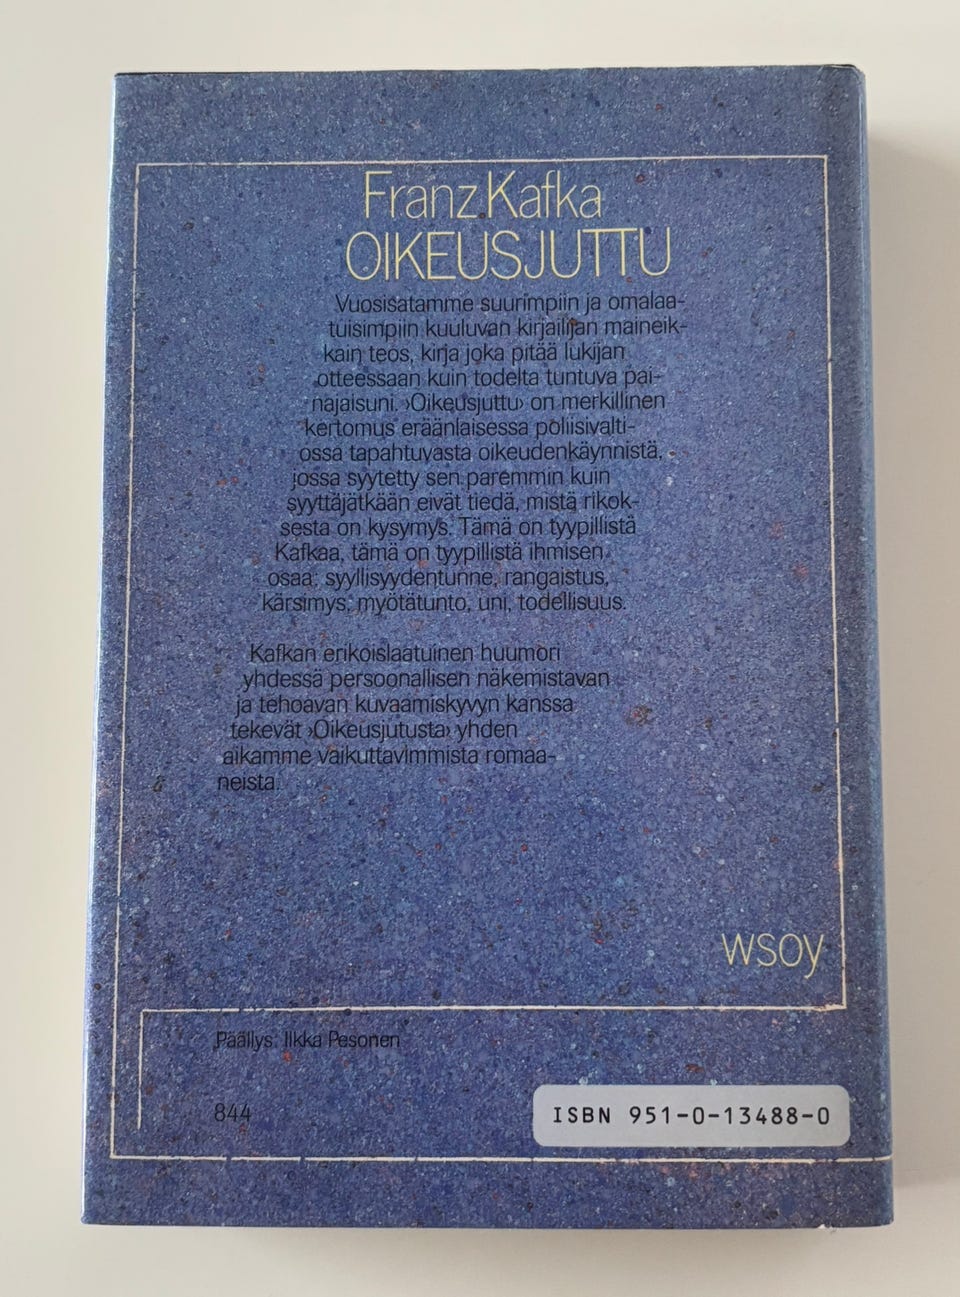 Franz Kafka
OIKEUSJUTTU
Vuosisatamme suurimpiin ja omalaa-
tuisimpiin kuuluvan kirjailijan maineik-
kain teos, kirja joka pitää lukijan
otteessaan kuin todelta tuntuva pai-
najaisuni. ›Oikeusjuttu› on merkillinen
kertomus eräänlaisessa poliisivalti-
ossa tapahtuvasta oikeudenkäynnistä,
jossa syytetty sen paremmin kuin
syyttäjätkään eivät tiedä, mistä rikok-
sesta on kysymys. Tämä on tyypillistä
Kafkaa, tämä on tyypillistä ihmisen
osaa: syyllisyydentunne, rangaistus,
kärsimys, myötätunto, uni, todellisuus.
Kafkan erikoislaatuinen huumori
yhdessä persoonallisen näkemistavan
ja tehoavan kuvaamiskyvyn kanssa
tekevät ›Oikeusjutusta› yhden
aikamme vaikuttavimmista romaa-
neista.
wsoy
Päällys: Ilkka Pesonen
844
ISBN 951-0-13488-0